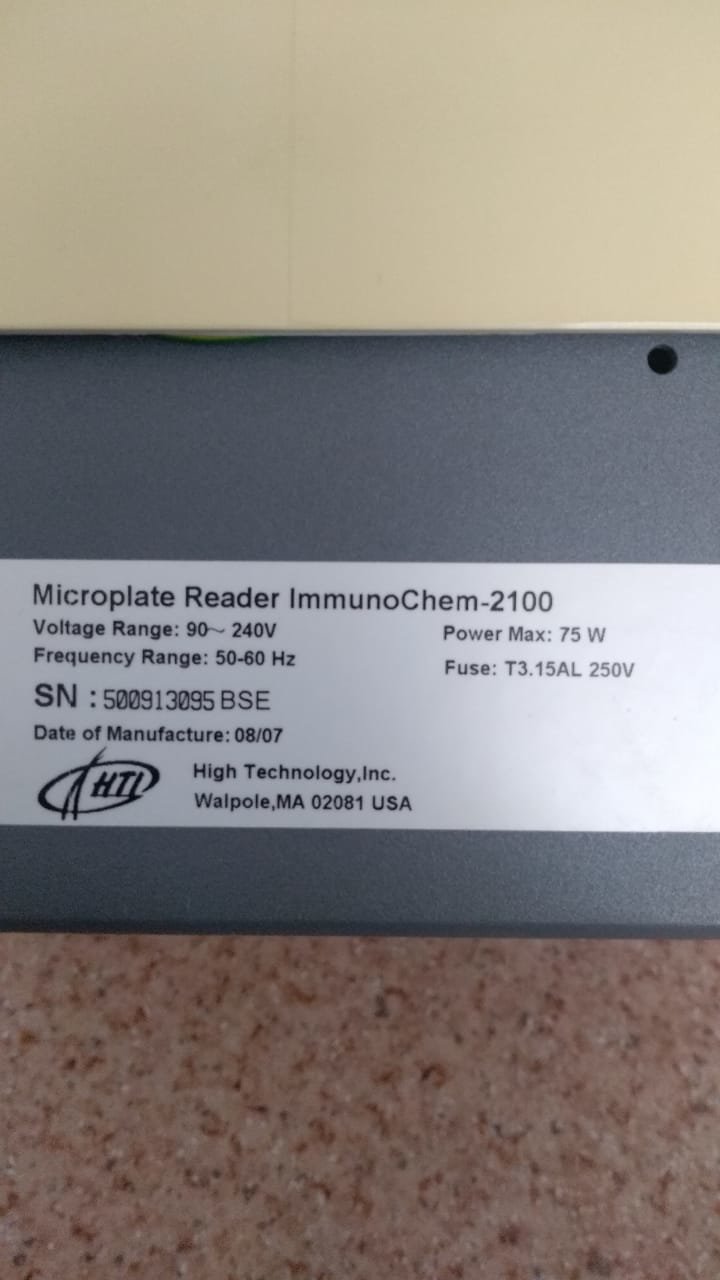 Microplate Reader ImmunoChem-2100
Voltage Range: 90~ 240V
Power Max: 75 W
Frequency Range: 50-60 Hz
Fuse: T3.15AL 250V
SN : 500913095 BSE
Date of Manufacture: 08/07
HTI
High Technology,Inc.
Walpole,MA 02081 USA